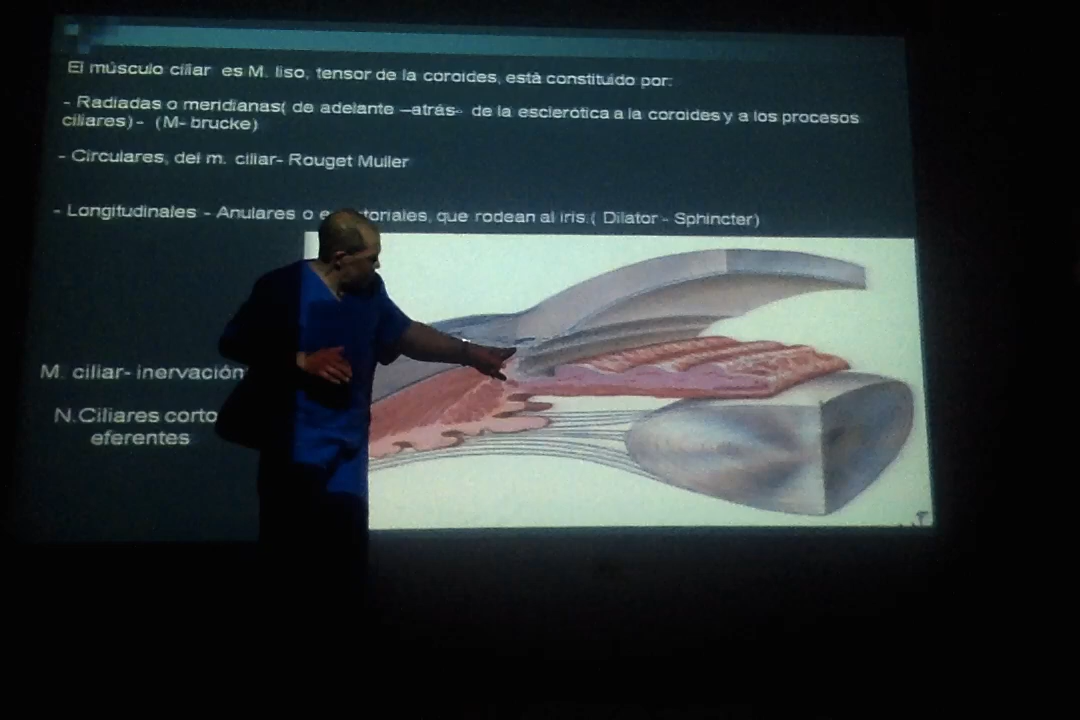 El músculo ciliar es M. liso, tensor de la coroides, está constituido por:
- Radiadas o meridianas( de adelante –atrás- de la esclerótica a la coroides y a los procesos
ciliares)- (M- brucke)
- Circulares, del m. ciliar- Rouget Muller
- Longitudinales - Anulares o toriales, que rodean al iris.( Dilator - Sphincter)
M. ciliar- inervación
N.Ciliares corto
eferentes